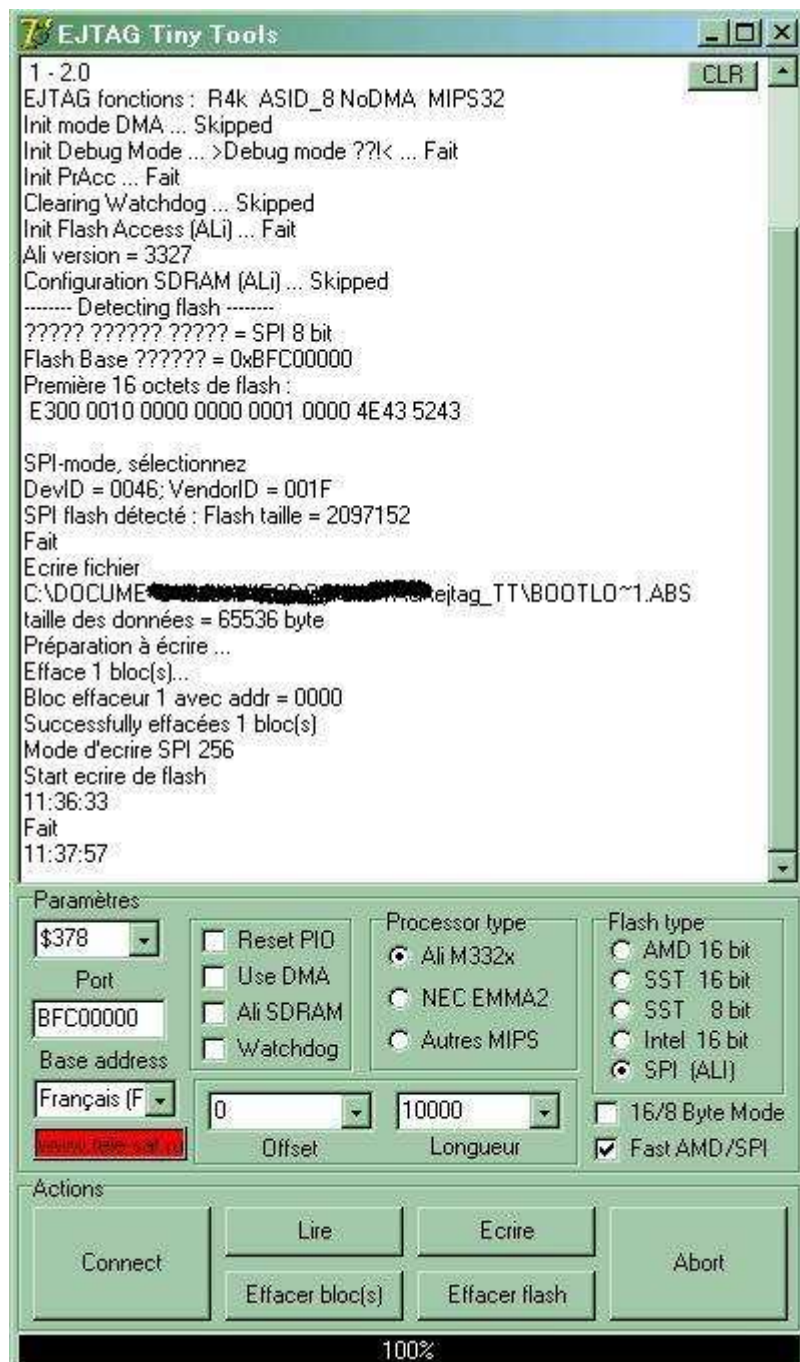 EJTAG Tiny Tools
1 - 2.0
CLR
EJTAG fonctions : R4k ASID_8 NoDMA MIPS32
Init mode DMA ... Skipped
Init Debug Mode ... >Debug mode ??!< ... Fait
Init PrAcc ... Fait
Clearing Watchdog ... Skipped
Init Flash Access (ALi) ... Fait
Ali version = 3327
Configuration SDRAM (ALi) ... Skipped
-------- Detecting flash --------
????? ?????? ????? = SPI 8 bit
Flash Base ?????? = 0xBFC00000
Première 16 octets de flash :
E300 0010 0000 0000 0001 0000 4E43 5243
SPI-mode, sélectionnez
DevID = 0046; VendorID = 001F
SPI flash détecté : Flash taille = 2097152
Fait
Ecrire fichier
C:\DOCUME ejtag_TT\BOOTLO~1.ABS
taille des données = 65536 byte
Préparation à écrire ...
Efface 1 bloc(s)...
Bloc effaceur 1 avec addr = 0000
Successfully effacées 1 bloc(s)
Mode d'ecrire SPI 256
Start ecrire de flash
11:36:33
Fait
11:37:57
Paramètres
$378
Port
BFC00000
Base address
Français (F
www.tele-sat.ru
Reset PIO
Use DMA
Ali SDRAM
Watchdog
Processor type
Ali M332x
NEC EMMA2
Autres MIPS
Flash type
AMD 16 bit
SST 16 bit
SST 8 bit
Intel 16 bit
SPI (ALI)
0
Offset
10000
Longueur
16/8 Byte Mode
Fast AMD/SPI
Actions
Connect
Lire
Ecrire
Effacer bloc(s)
Effacer flash
Abort
100%